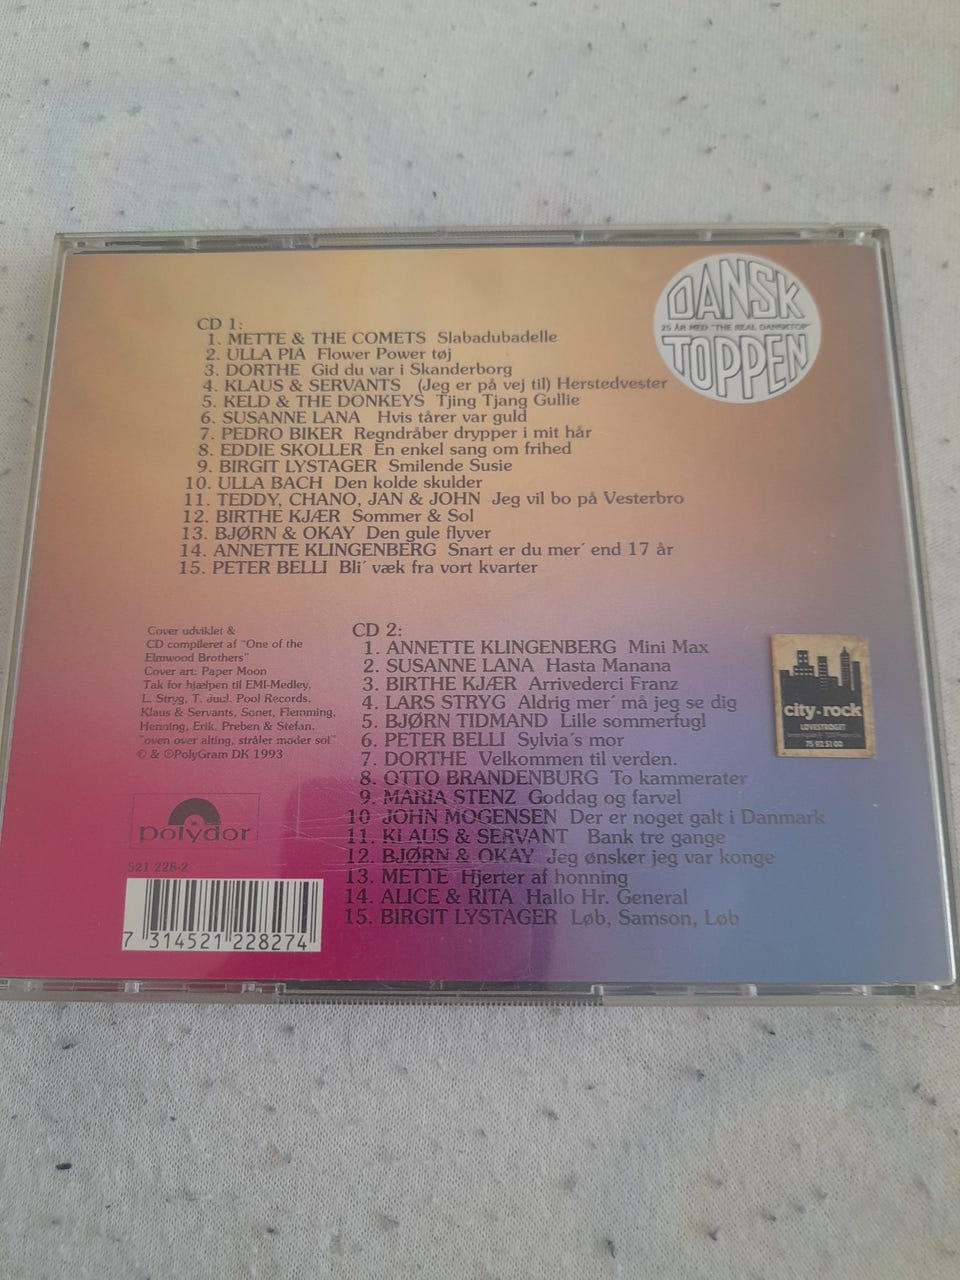 DANSK
25 ÅR MED "THE REAL DANSKTOP"
TOPPEN
CD 1:
1. METTE & THE COMETS Slabadubadelle
2. ULLA PIA Flower Power tøj
3. DORTHE Gid du var i Skanderborg
4. KLAUS & SERVANTS (Jeg er på vej til) Herstedvester
5. KELD & THE DONKEYS Tjing Tjang Gullie
6. SUSANNE LANA Hvis tårer var guld
7. PEDRO BIKER Regndråber drypper i mit hår
8. EDDIE SKOLLER En enkel sang om frihed
9. BIRGIT LYSTAGER Smilende Susie
10. ULLA BACH Den kolde skulder
11. TEDDY, CHANO, JAN & JOHN Jeg vil bo på Vesterbro
12. BIRTHE KJÆR Sommer & Sol
13. BJØRN & OKAY Den gule flyver
14. ANNETTE KLINGENBERG Snart er du mer´ end 17 år
15. PETER BELLI Bli´ væk fra vort kvarter
Cover udviklet &
CD compileret af "One of the
Elmwood Brothers"
Cover art: Paper Moon
Tak for hjælpen til EMI-Medley,
L. Stryg, T. Juul. Pool Records,
Klaus & Servants, Sonet, Flemming,
Henning, Erik, Preben & Stefan,
"oven over alting, stråler moder sol"
© & ℗PolyGram DK 1993
polydor
521 228-2
7 314521 228274
CD 2:
1. ANNETTE KLINGENBERG Mini Max
2. SUSANNE LANA Hasta Manana
3. BIRTHE KJÆR Arrivederci Franz
4. LARS STRYG Aldrig mer´ må jeg se dig
5. BJØRN TIDMAND Lille sommerfugl
6. PETER BELLI Sylvia´s mor
7. DORTHE Velkommen til verden.
8. OTTO BRANDENBURG To kammerater
9. MARIA STENZ Goddag og farvel
10 JOHN MOGENSEN Der er noget galt i Danmark
11. KLAUS & SERVANT Bank tre gange
12. BJØRN & OKAY Jeg ønsker jeg var konge
13. METTE Hjerter af honning
14. ALICE & RITA Hallo Hr. General
15. BIRGIT LYSTAGER Løb, Samson, Løb
city-rock
LØVESTRØGET
75 92 51 00